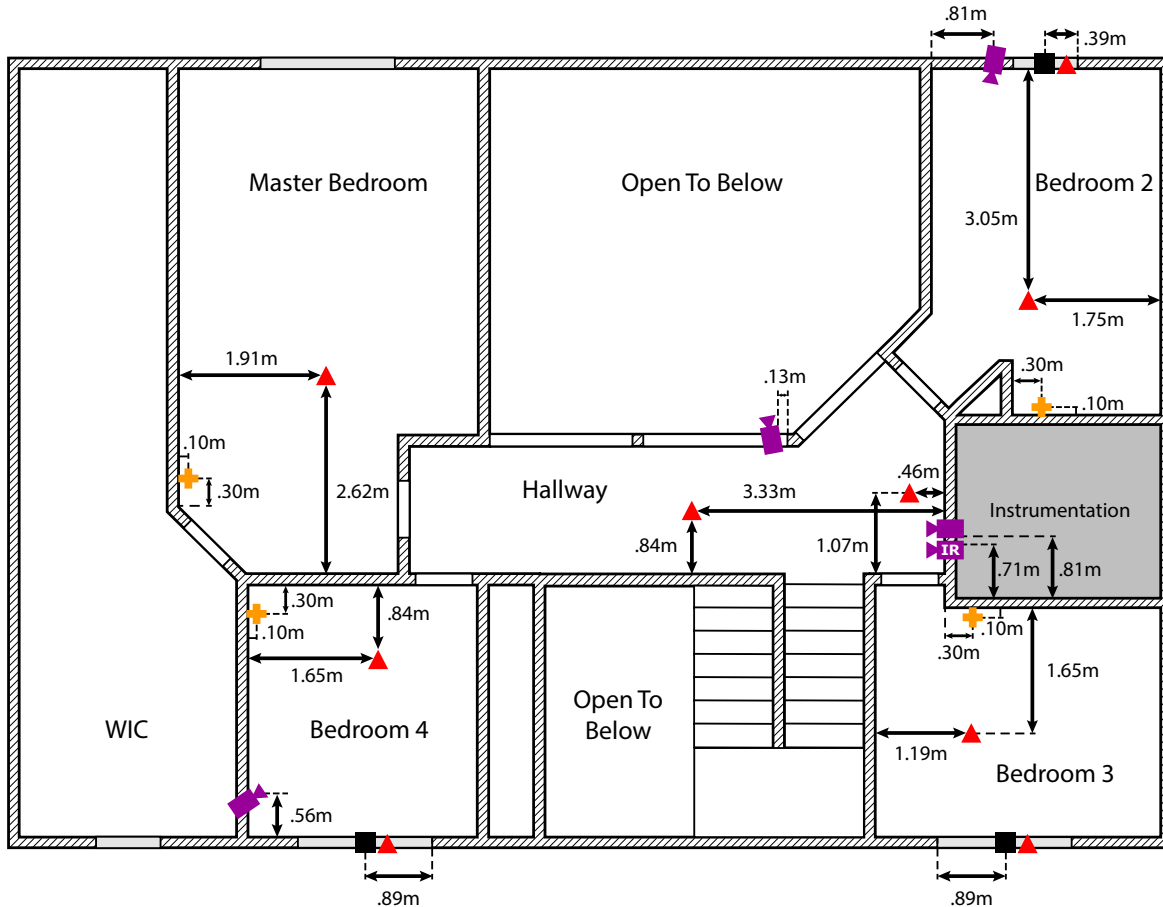 .81m
.39m
Master Bedroom
Open To Below
Bedroom 2
3.05m
1.75m
1.91m
.30m
.13m
.10m
.10m
.30m
2.62m
Hallway
.46m
3.33m
Instrumentation
.84m
1.07m
IR
.71m
.81m
.30m
.84m
.10m
.10m
.30m
1.65m
1.65m
Open To
Below
WIC
Bedroom 4
1.19m
Bedroom 3
.56m
.89m
.89m